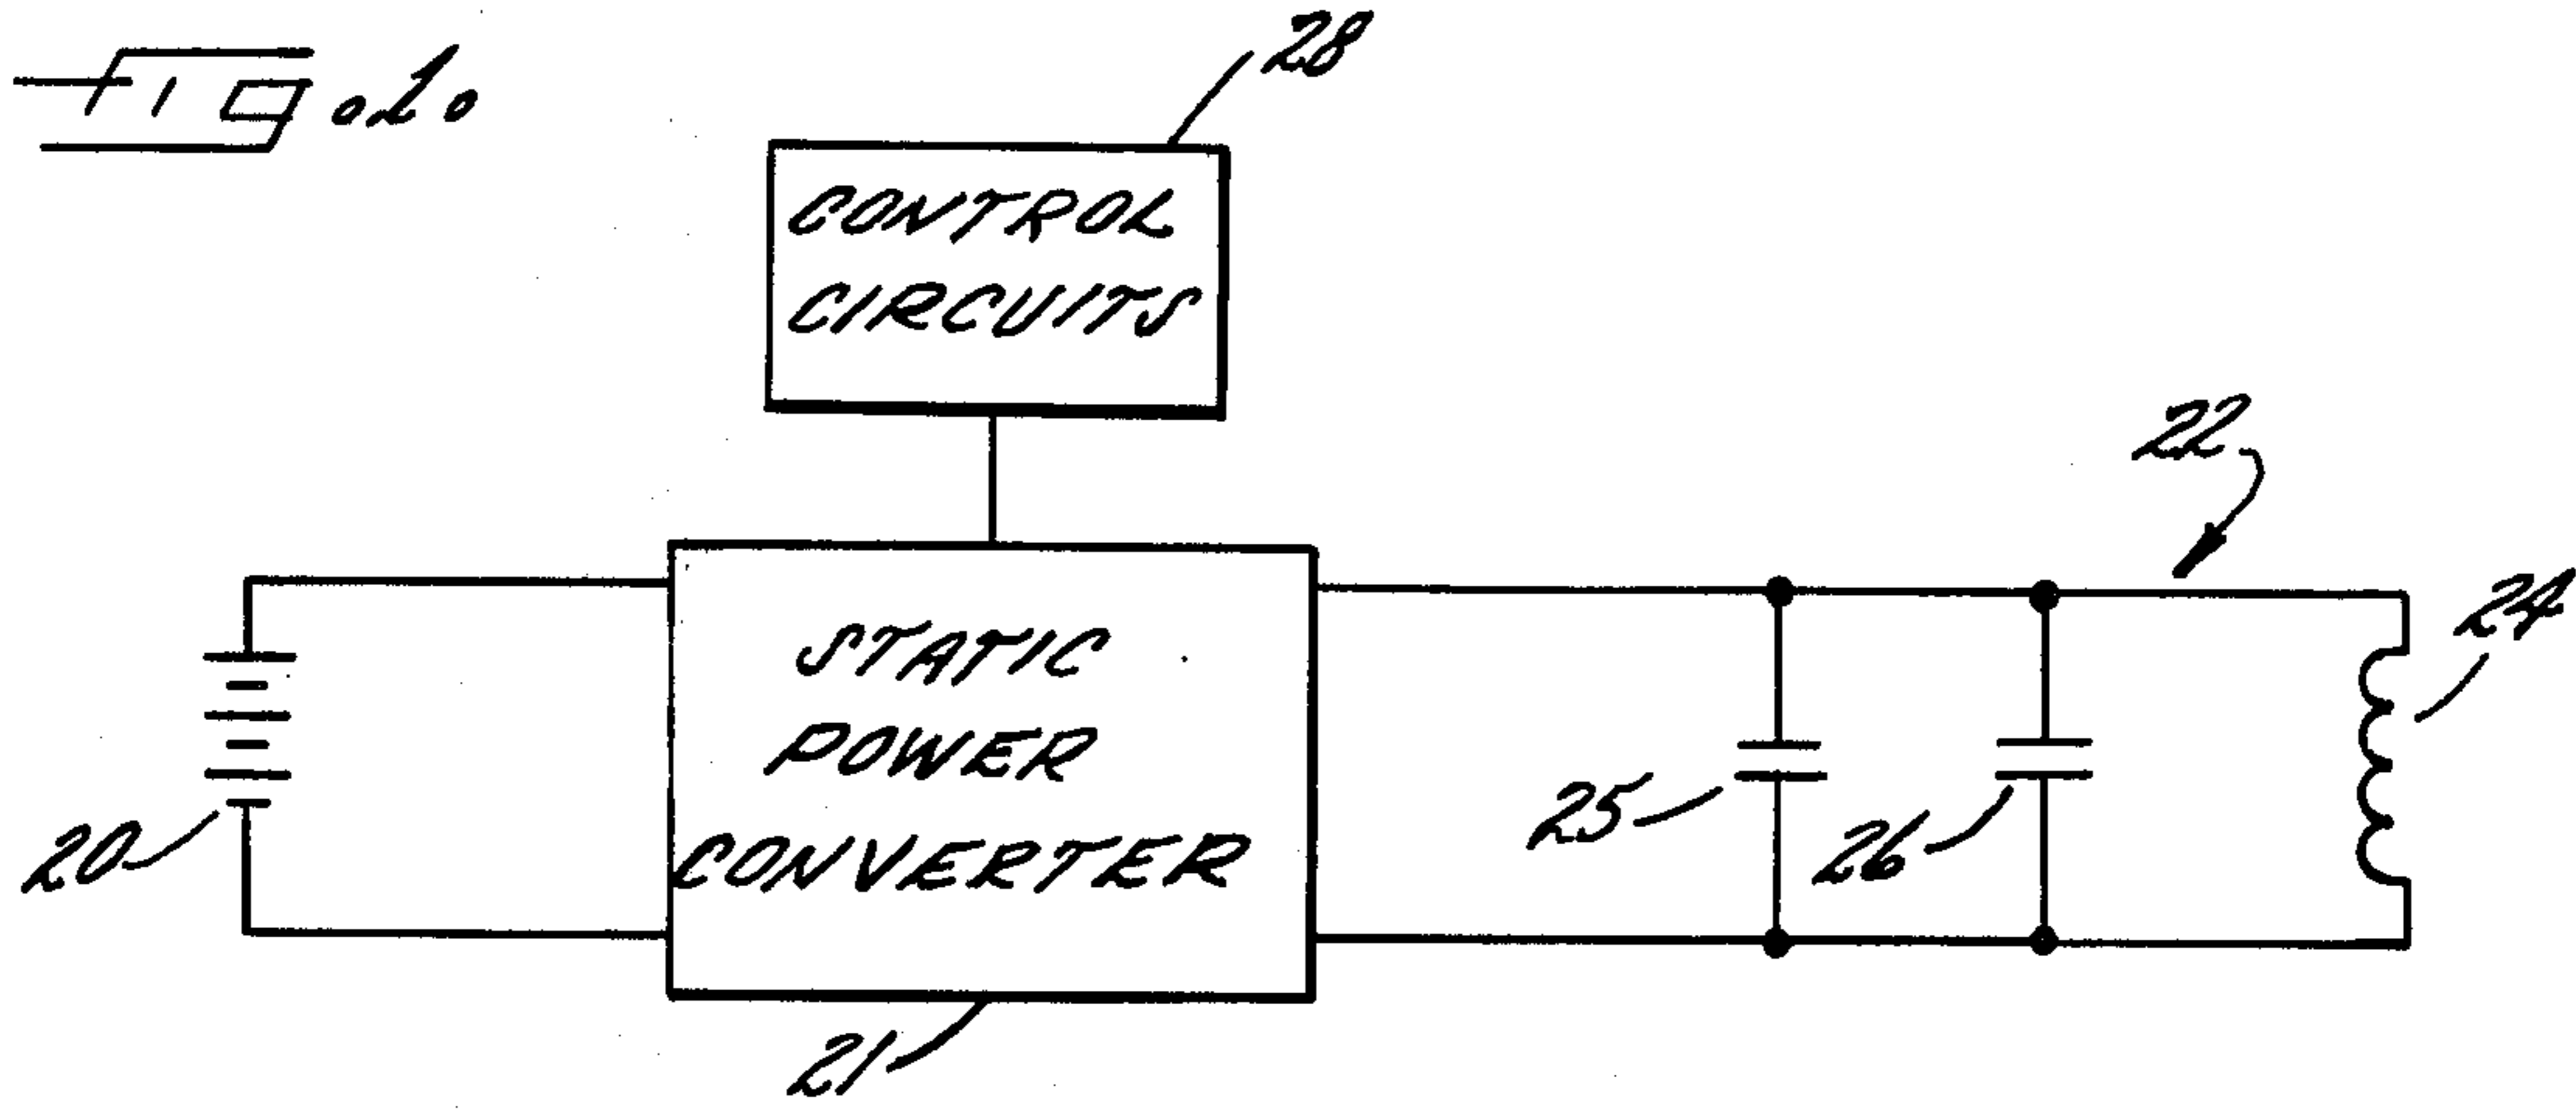 Fig. 1.
28
CONTROL
CIRCUITS
22
24
STATIC
POWER
CONVERTER
25
26
20
21